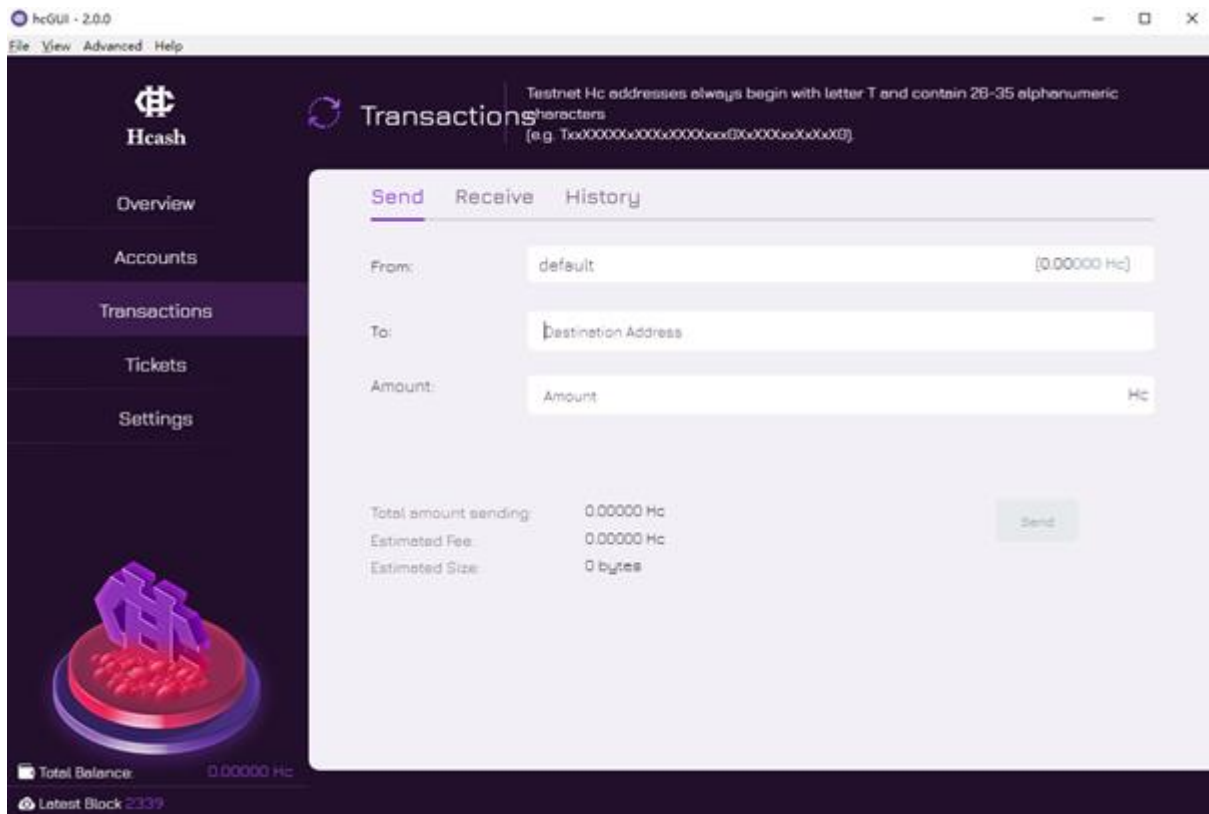 hcGUI - 2.0.0
File View Advanced Help
Hcash
Overview
Accounts
Transactions
Tickets
Settings
Total Balance: 0.00000 Hc
Latest Block 2339
Transactions
Testnet Hc addresses always begin with letter T and contain 26-35 alphanumeric
characters
Send Receive History
From: default (0.00000 Hc)
To: Destination Address
Amount: Amount Hc
Total amount sending: 0.00000 Hc
Estimated Fee: 0.00000 Hc
Estimated Size: 0 bytes
Send